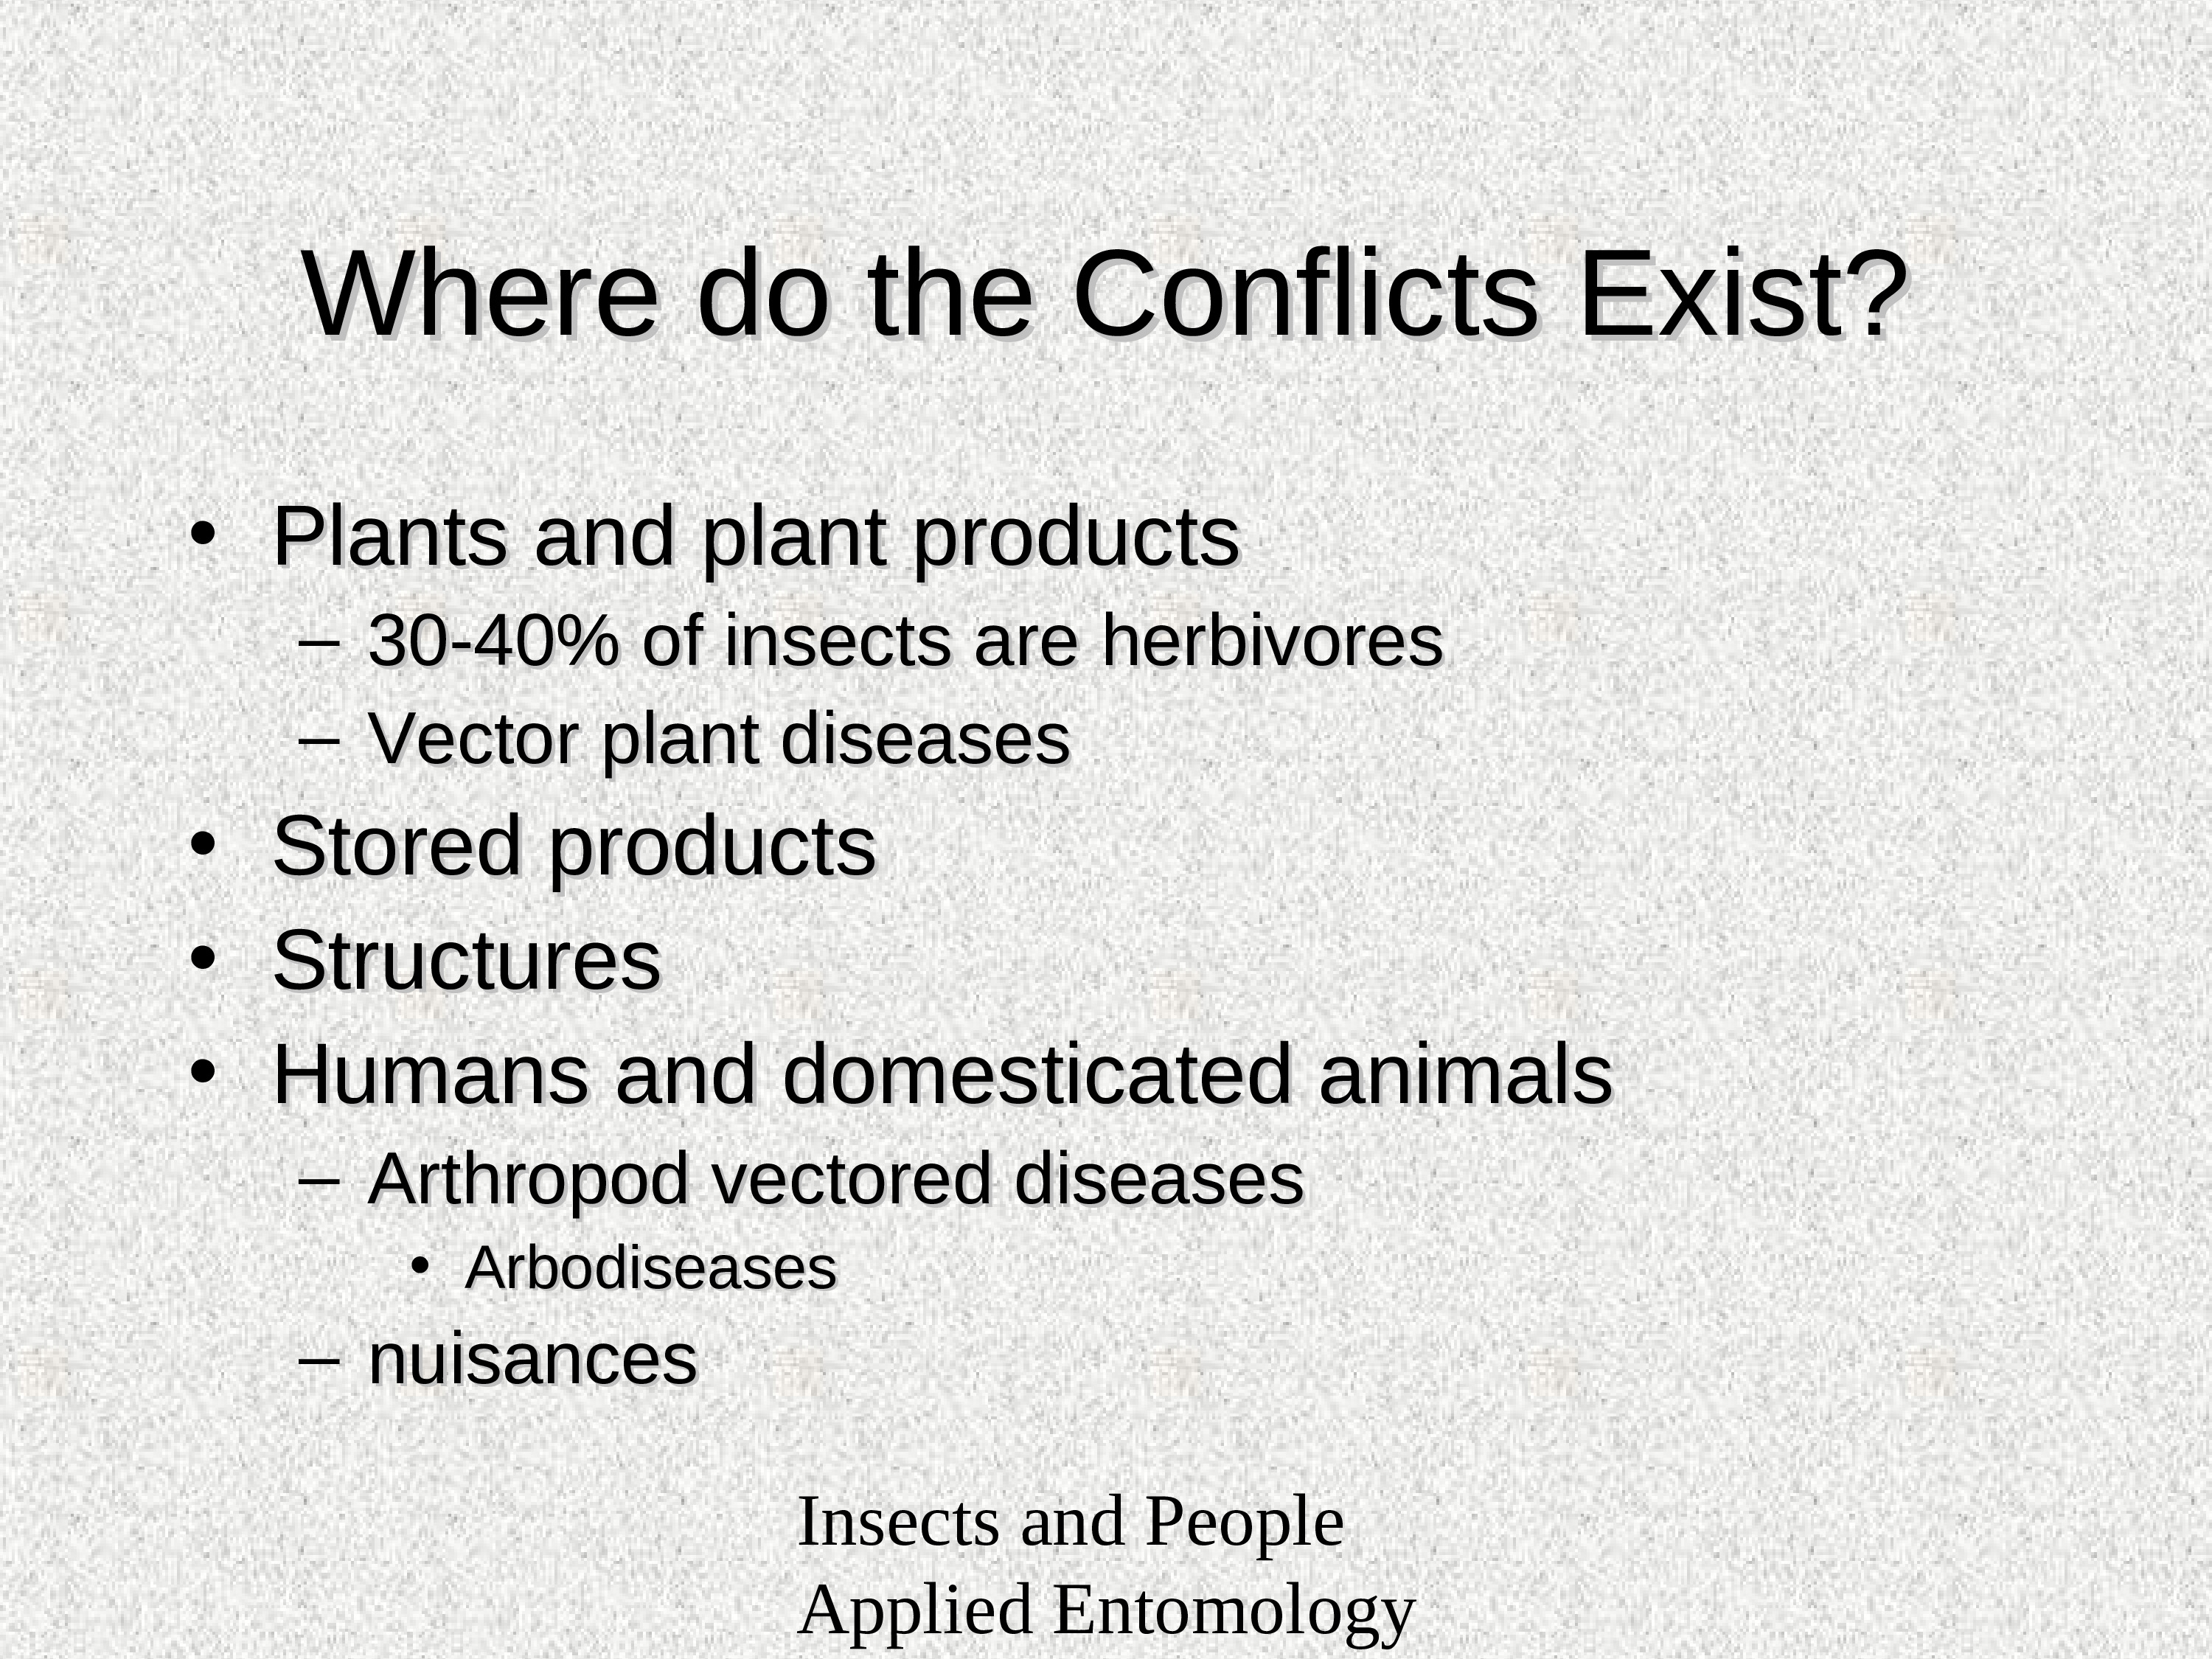 Where do the Conflicts Exist?
• Plants and plant products
– 30-40% of insects are herbivores
– Vector plant diseases
• Stored products
• Structures
• Humans and domesticated animals
– Arthropod vectored diseases
• Arbodiseases
– nuisances
Insects and People
Applied Entomology